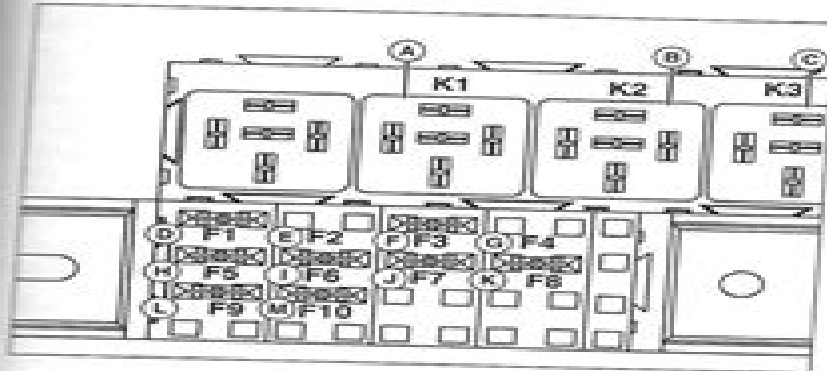 A B C
K1 K2 K3
D F1 E F2 F F3 G F4
H F5 I F6 J F7 K F8
L F9 M F10